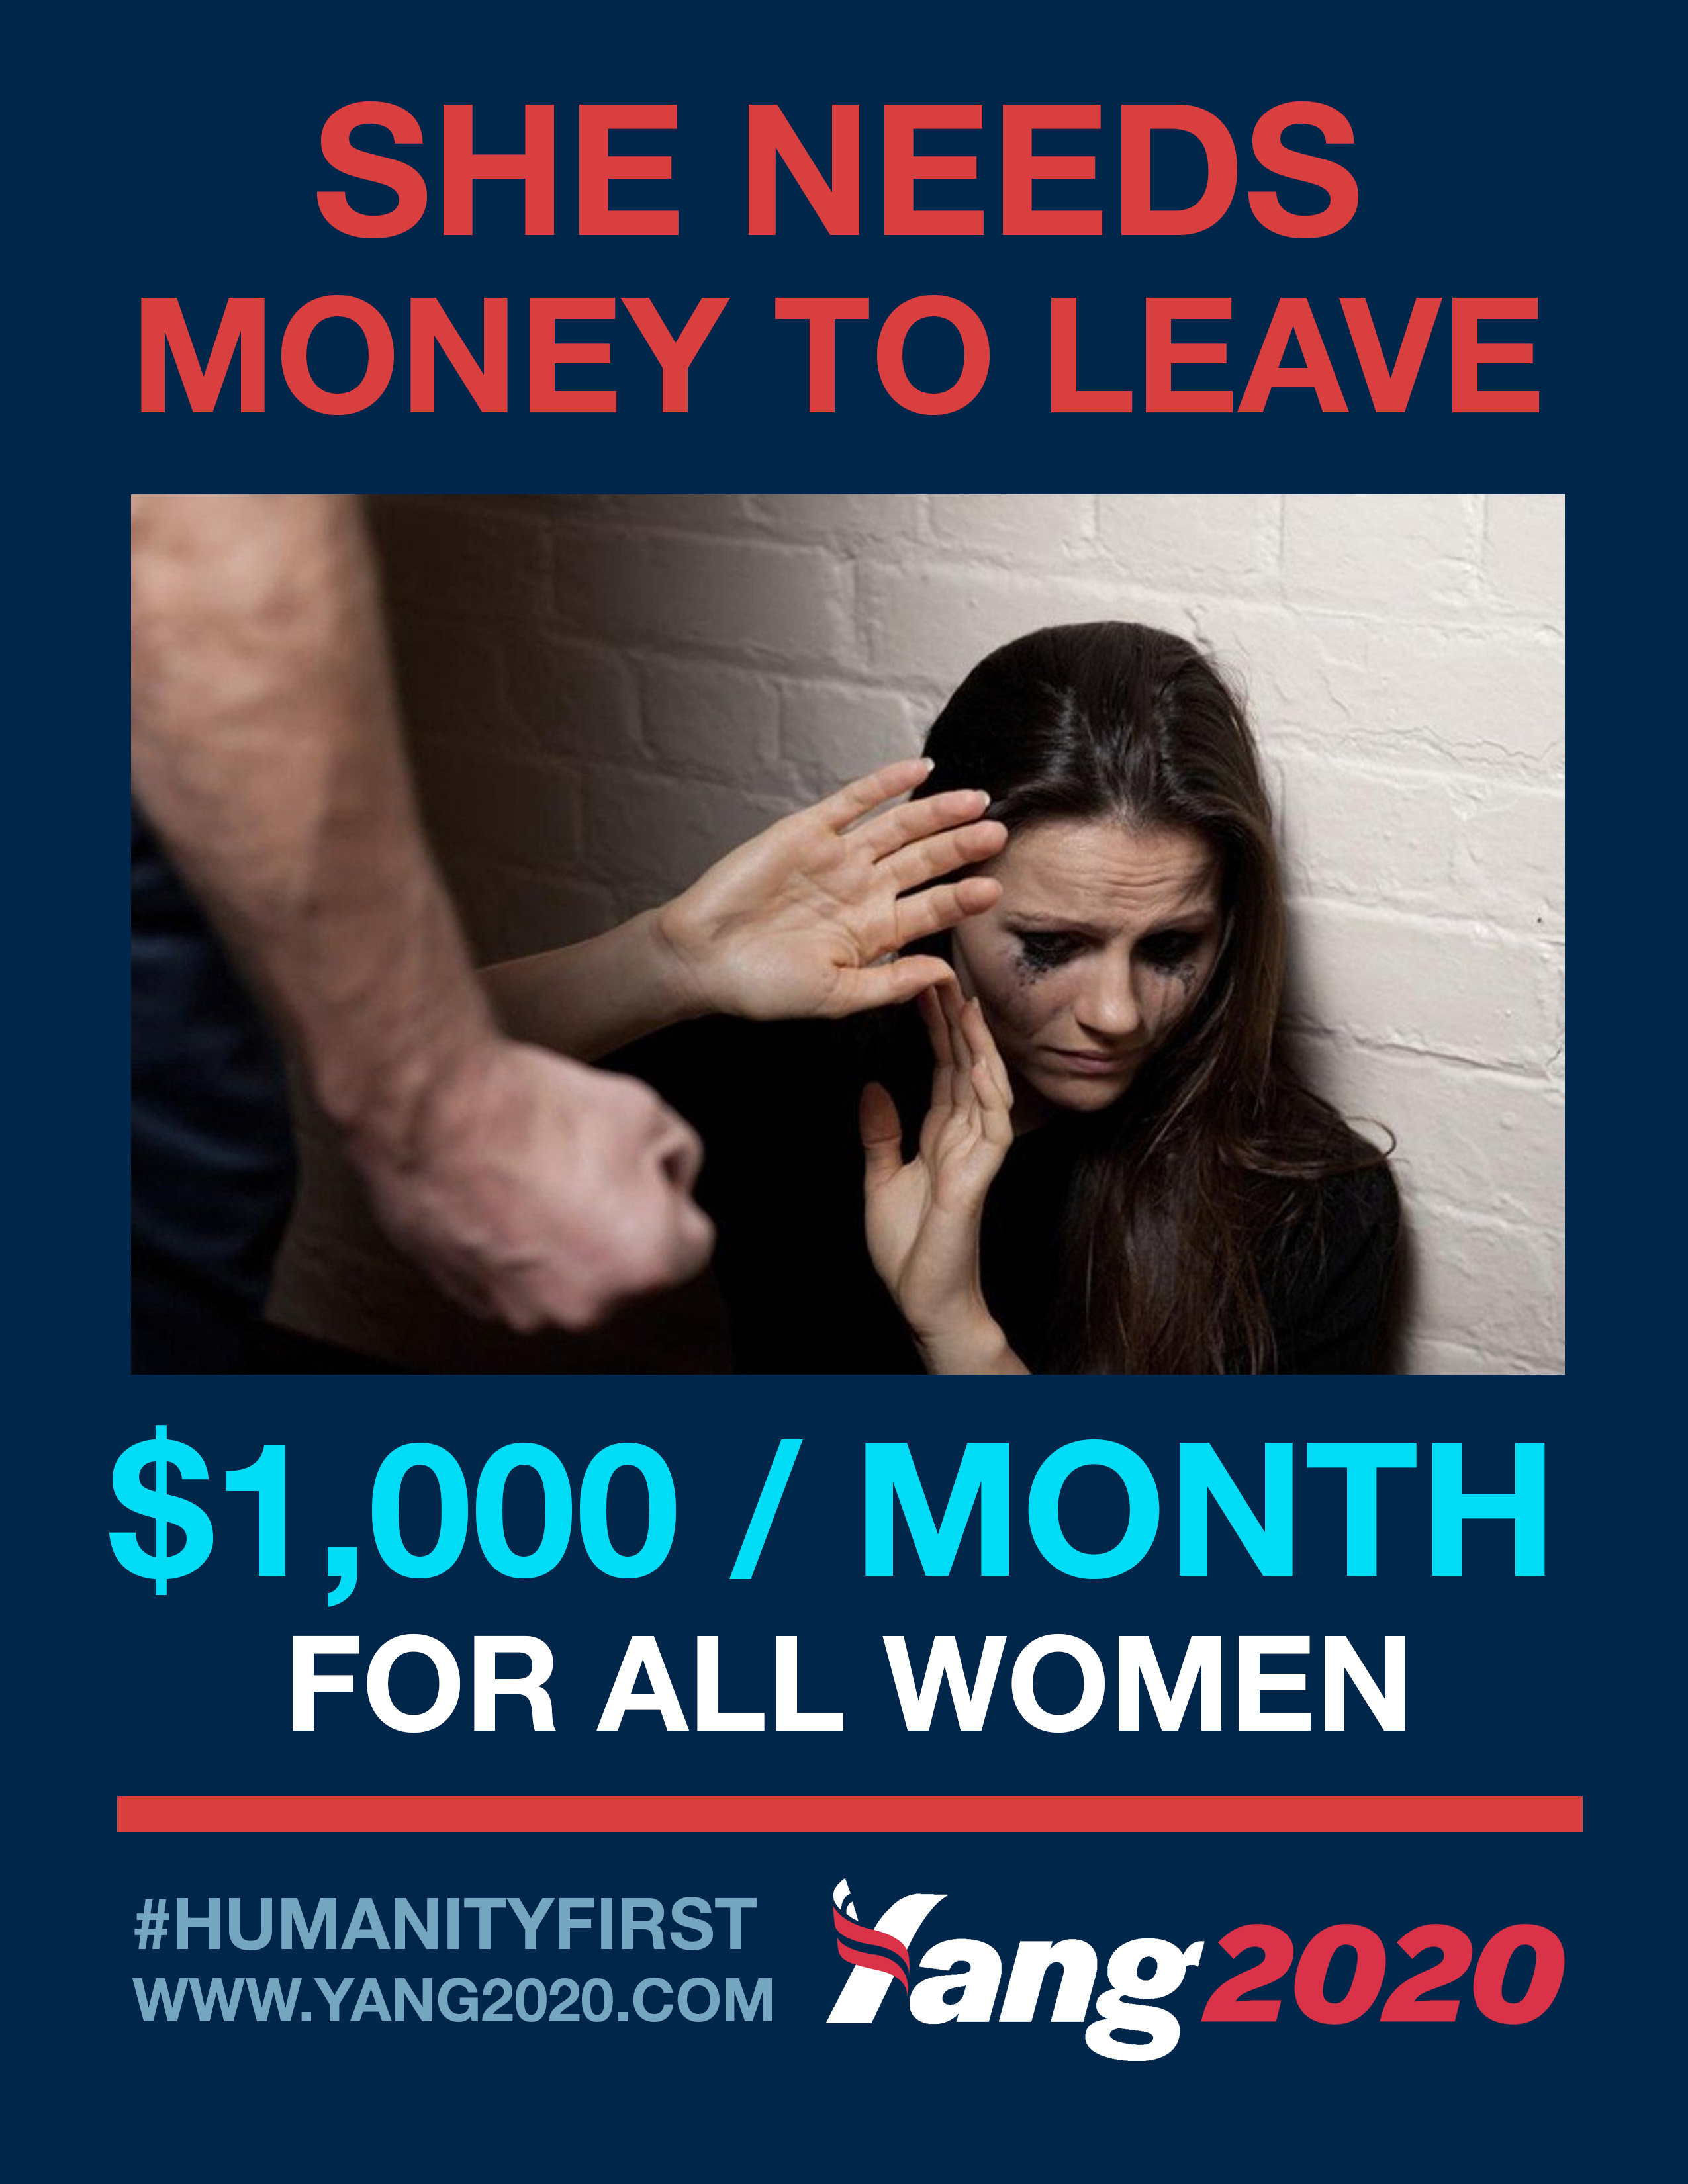 SHE NEEDS
MONEY TO LEAVE
$1,000 / MONTH
FOR ALL WOMEN
#HUMANITYFIRST
WWW.YANG2020.COM
Yang2020